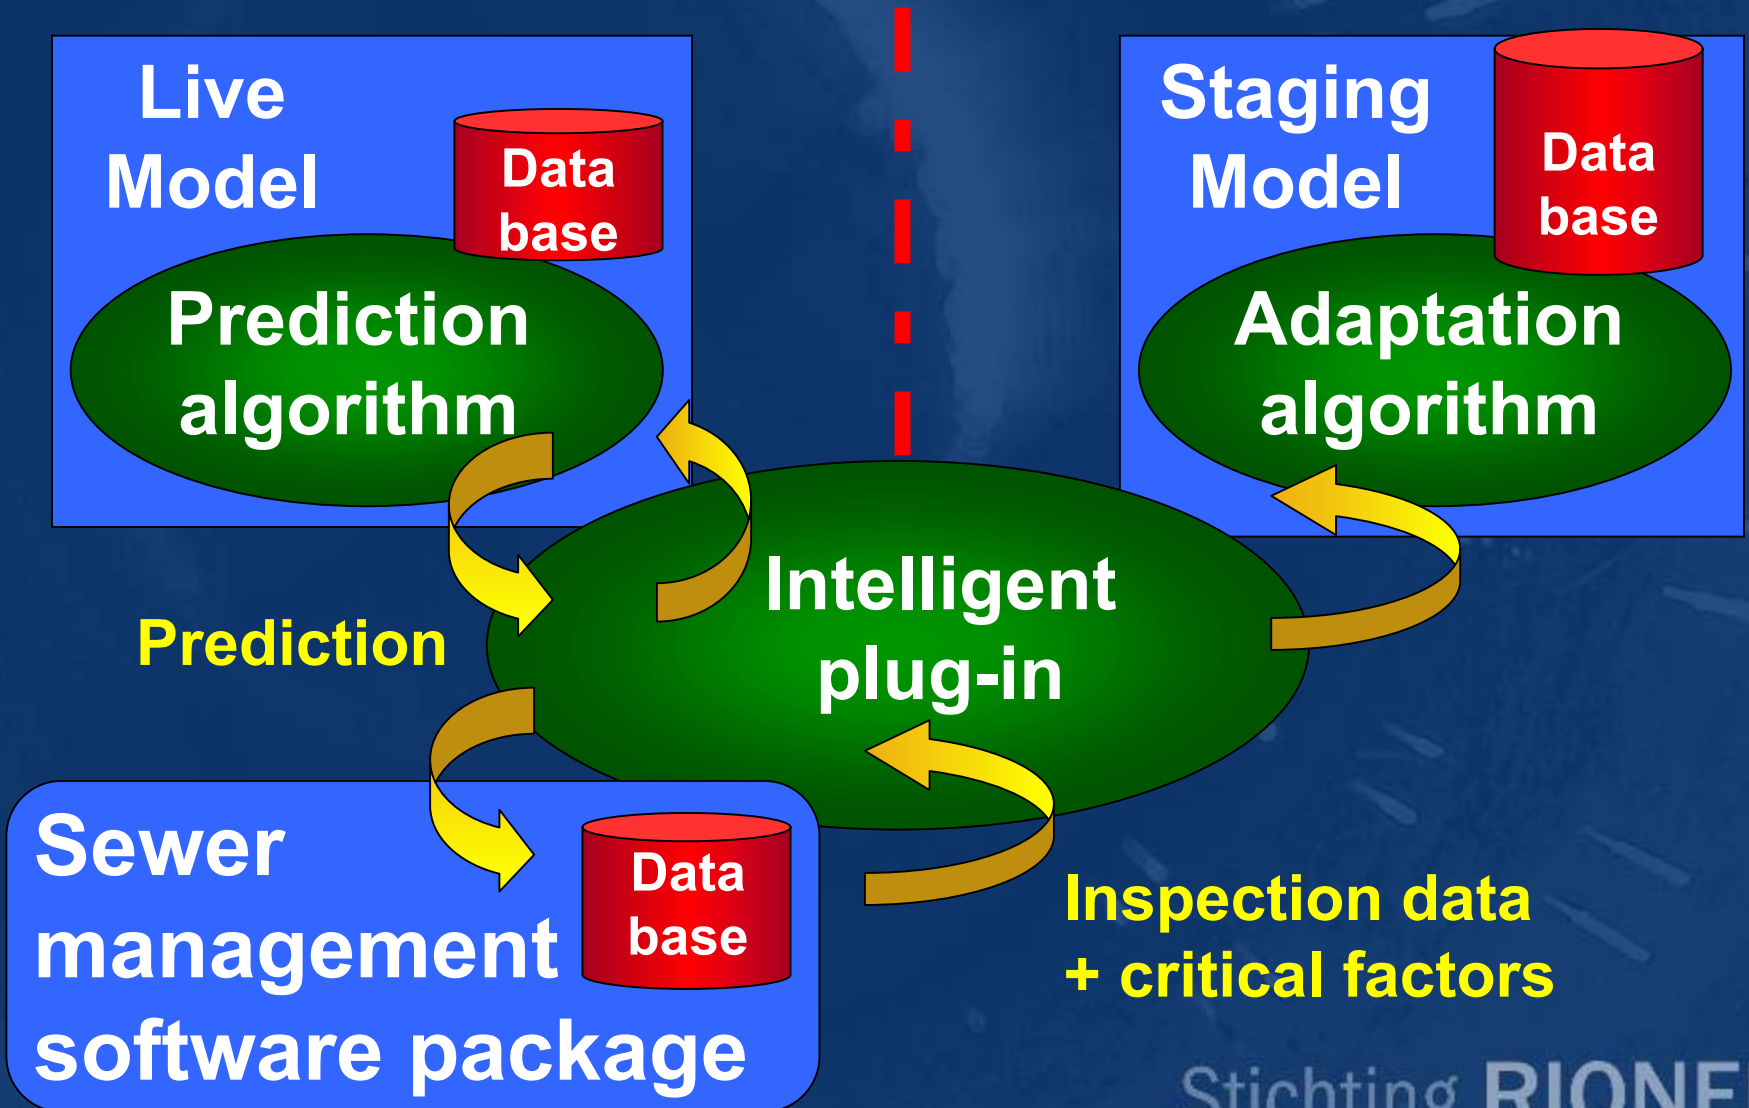 Live
Model
Data
base
Prediction
algorithm
Staging
Model
Data
base
Adaptation
algorithm
Intelligent
plug-in
Prediction
Sewer
management
software package
Data
base
Inspection data
+ critical factors
Stichting RIONE